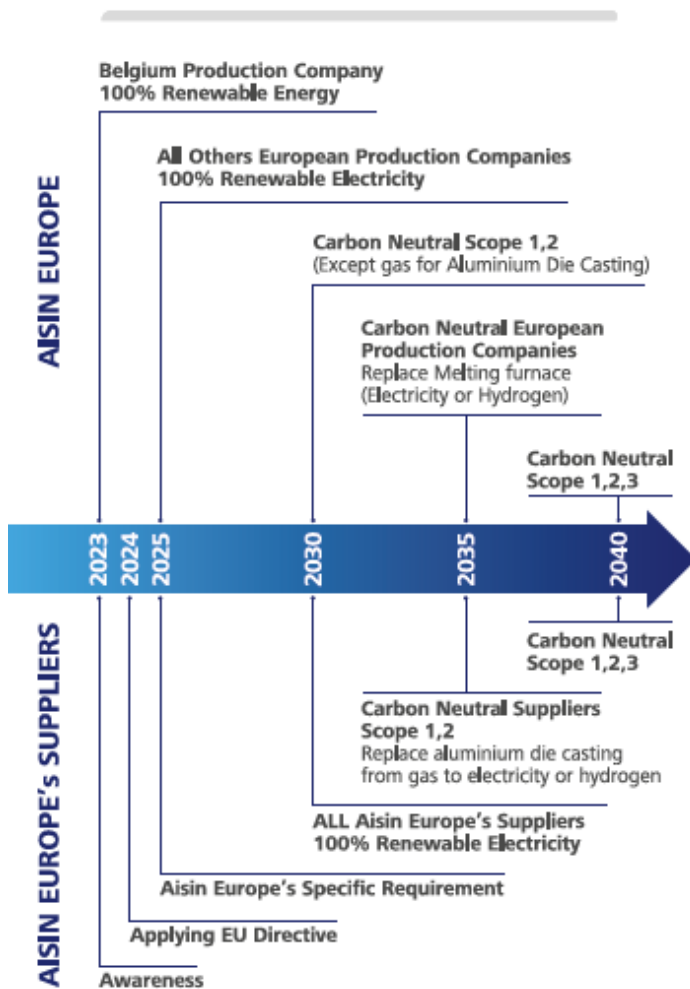 Belgium Production Company
100% Renewable Energy
All Others European Production Companies
100% Renewable Electricity
Carbon Neutral Scope 1,2
(Except gas for Aluminium Die Casting)
Carbon Neutral European
Production Companies
Replace Melting furnace
(Electricity or Hydrogen)
Carbon Neutral
Scope 1,2,3
AISIN EUROPE
2023
2024
2025
2030
2035
2040
AISIN EUROPE's SUPPLIERS
Carbon Neutral
Scope 1,2,3
Carbon Neutral Suppliers
Scope 1,2
Replace aluminium die casting
from gas to electricity or hydrogen
ALL Aisin Europe's Suppliers
100% Renewable Electricity
Aisin Europe's Specific Requirement
Applying EU Directive
Awareness